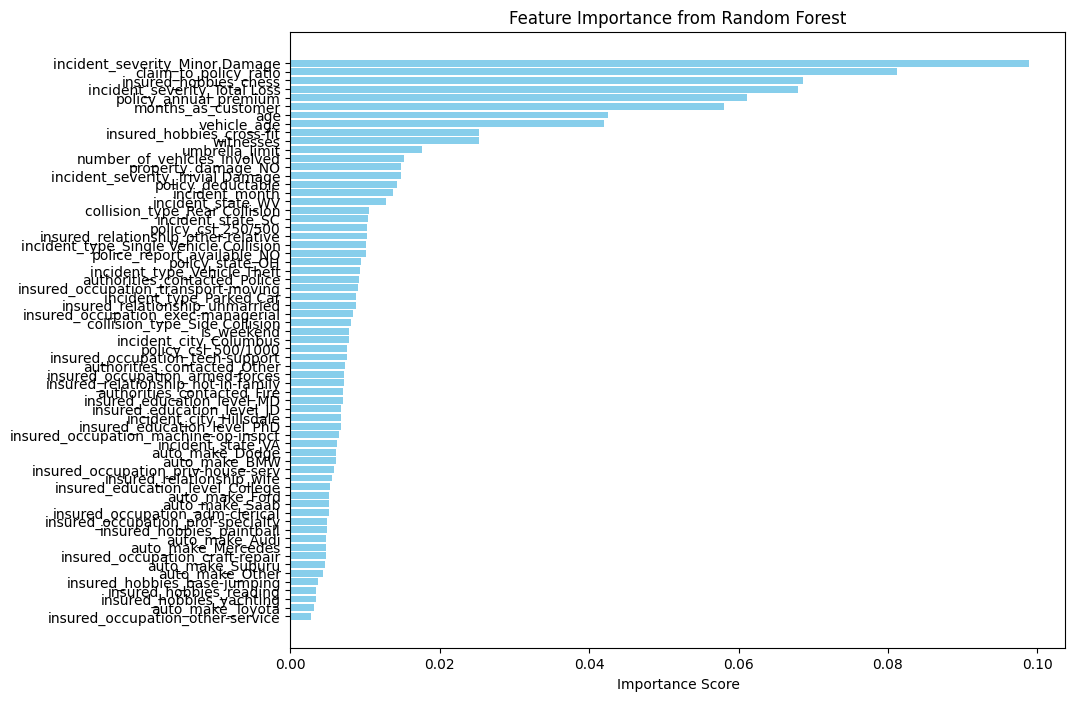 Feature Importance from Random Forest
incident_severity_Minor Damage
claim_to_policy_ratio
insured_hobbies_chess
incident_severity_Total Loss
policy_annual_premium
months_as_customer
age
vehicle_age
insured_hobbies_cross-fit
witnesses
umbrella_limit
number_of_vehicles_involved
property_damage_NO
incident_severity_Trivial Damage
policy_deductable
incident_month
incident_state_WV
collision_type_Rear Collision
incident_state_SC
policy_csl_250/500
insured_relationship_other-relative
incident_type_Single Vehicle Collision
police_report_available_NO
policy_state_OH
incident_type_Vehicle Theft
authorities_contacted_Police
insured_occupation_transport-moving
incident_type_Parked Car
insured_relationship_unmarried
insured_occupation_exec-managerial
collision_type_Side Collision
is_weekend
incident_city_Columbus
policy_csl_500/1000
insured_occupation_tech-support
authorities_contacted_Other
insured_occupation_armed-forces
insured_relationship_not-in-family
authorities_contacted_Fire
insured_education_level_MD
insured_education_level_JD
incident_city_Hillsdale
insured_education_level_PhD
insured_occupation_machine-op-inspct
incident_state_VA
auto_make_Dodge
auto_make_BMW
insured_occupation_priv-house-serv
insured_relationship_wife
insured_education_level_College
auto_make_Ford
auto_make_Saab
insured_occupation_adm-clerical
insured_occupation_prof-specialty
insured_hobbies_paintball
auto_make_Audi
auto_make_Mercedes
insured_occupation_craft-repair
auto_make_Suburu
auto_make_Other
insured_hobbies_base-jumping
insured_hobbies_reading
insured_hobbies_yachting
auto_make_Toyota
insured_occupation_other-service
0.00 0.02 0.04 0.06 0.08 0.10
Importance Score